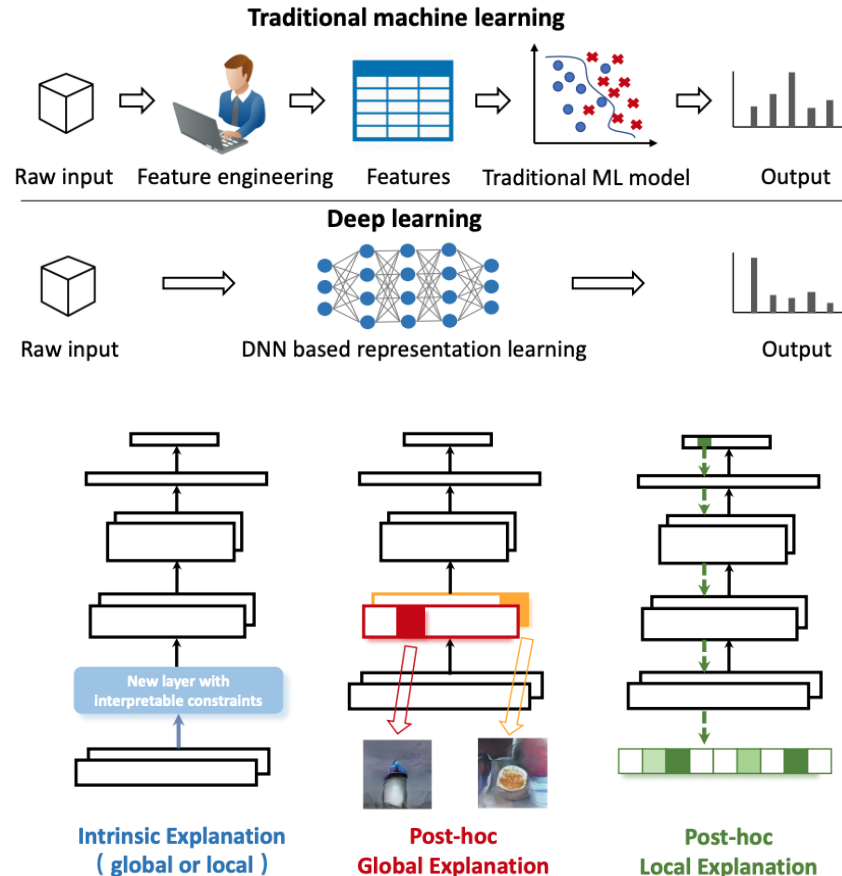 Traditional machine learning
Raw input
Feature engineering
Features
Traditional ML model
Output
Deep learning
Raw input
DNN based representation learning
Output
New layer with
interpretable constraints
Intrinsic Explanation
( global or local )
Post-hoc
Global Explanation
Post-hoc
Local Explanation